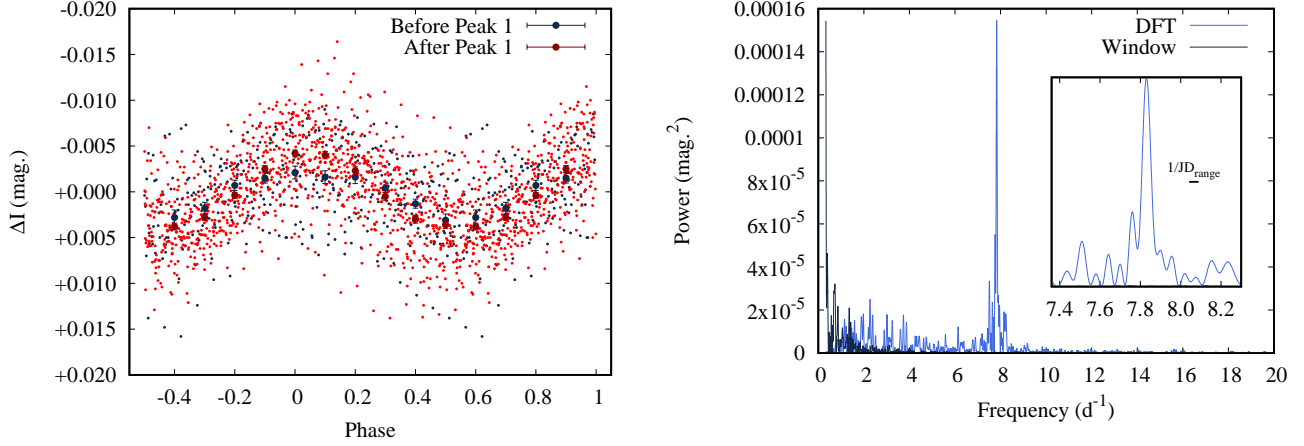 -0.020
-0.015
-0.010
-0.005
+0.000
+0.005
+0.010
+0.015
+0.020
ΔI (mag.)
Before Peak 1
After Peak 1
-0.4 -0.2 0 0.2 0.4 0.6 0.8 1
Phase
0.00016
0.00014
0.00012
0.0001
8x10⁻⁵
6x10⁻⁵
4x10⁻⁵
2x10⁻⁵
0
Power (mag.²)
DFT
Window
1/JD_range
7.4 7.6 7.8 8.0 8.2
0 2 4 6 8 10 12 14 16 18 20
Frequency (d⁻¹)